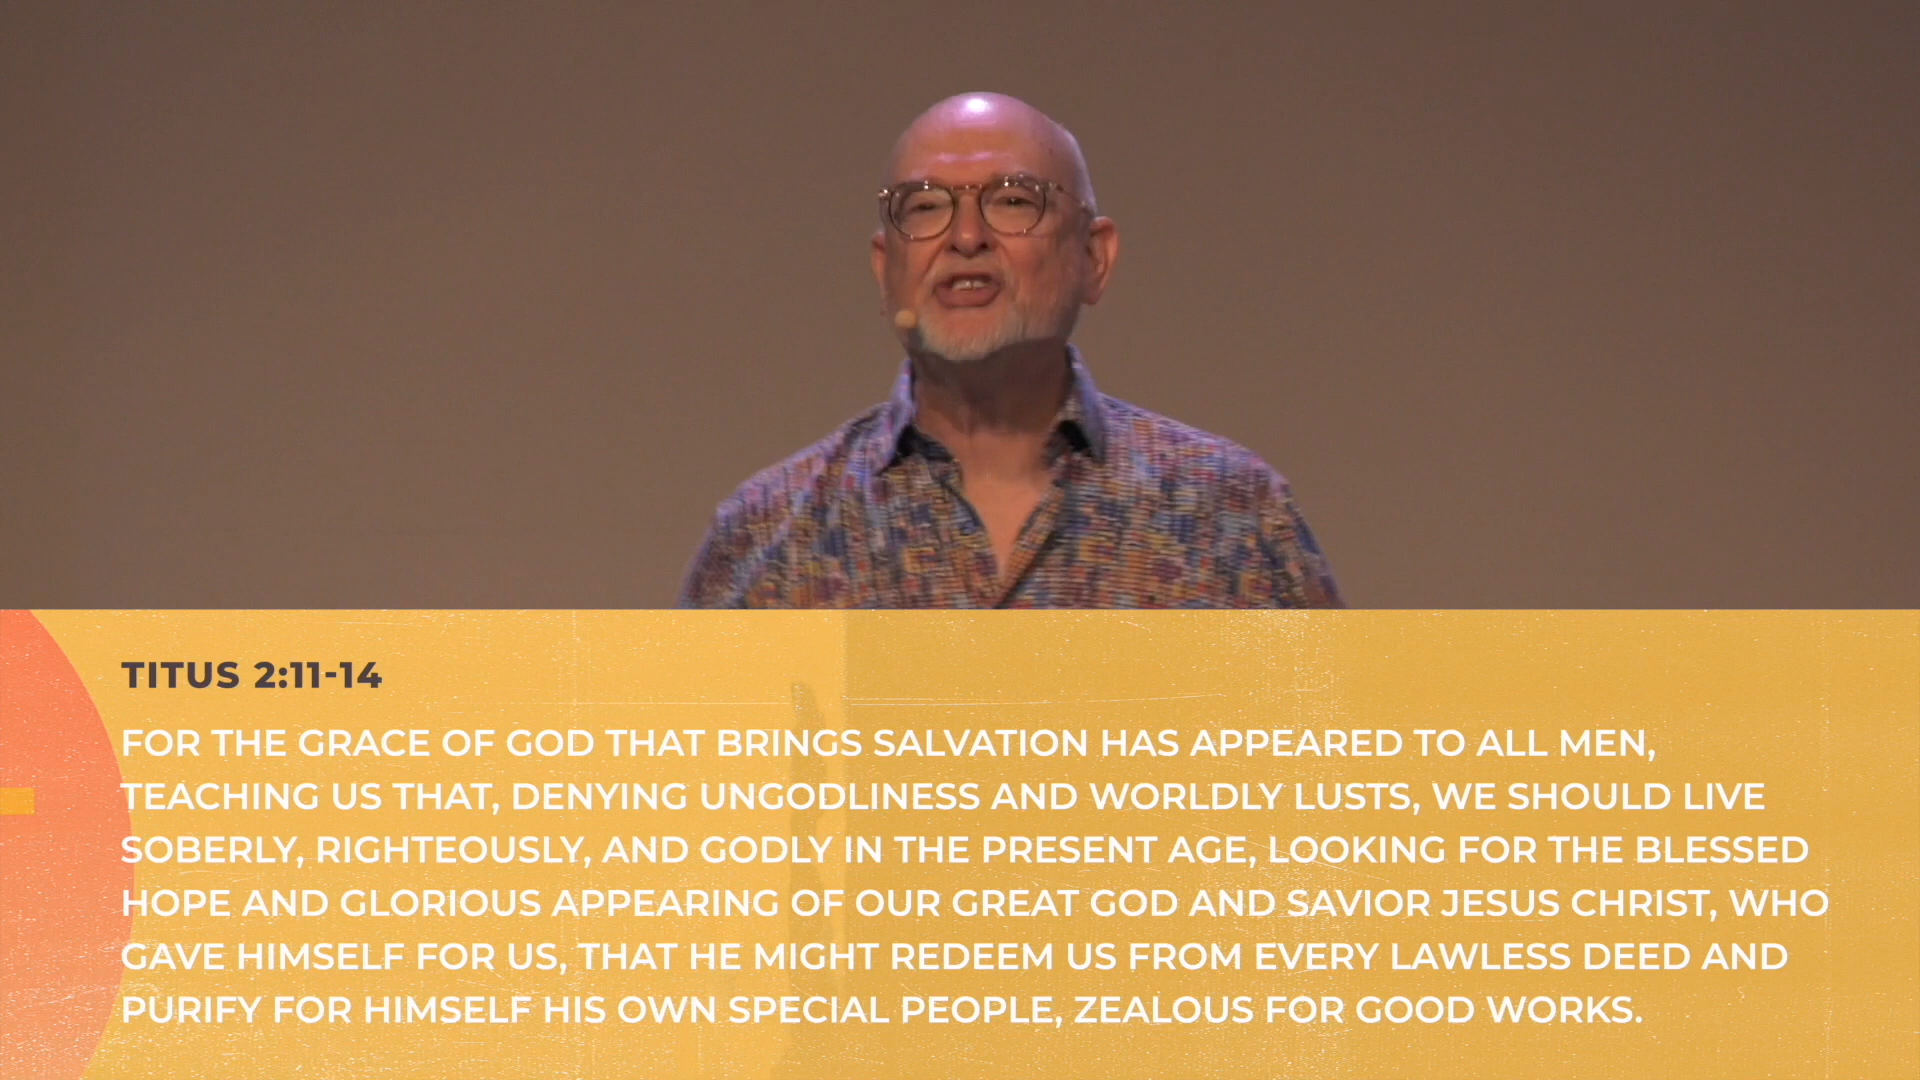 TITUS 2:11-14
FOR THE GRACE OF GOD THAT BRINGS SALVATION HAS APPEARED TO ALL MEN,
TEACHING US THAT, DENYING UNGODLINESS AND WORLDLY LUSTS, WE SHOULD LIVE
SOBERLY, RIGHTEOUSLY, AND GODLY IN THE PRESENT AGE, LOOKING FOR THE BLESSED
HOPE AND GLORIOUS APPEARING OF OUR GREAT GOD AND SAVIOR JESUS CHRIST, WHO
GAVE HIMSELF FOR US, THAT HE MIGHT REDEEM US FROM EVERY LAWLESS DEED AND
PURIFY FOR HIMSELF HIS OWN SPECIAL PEOPLE, ZEALOUS FOR GOOD WORKS.